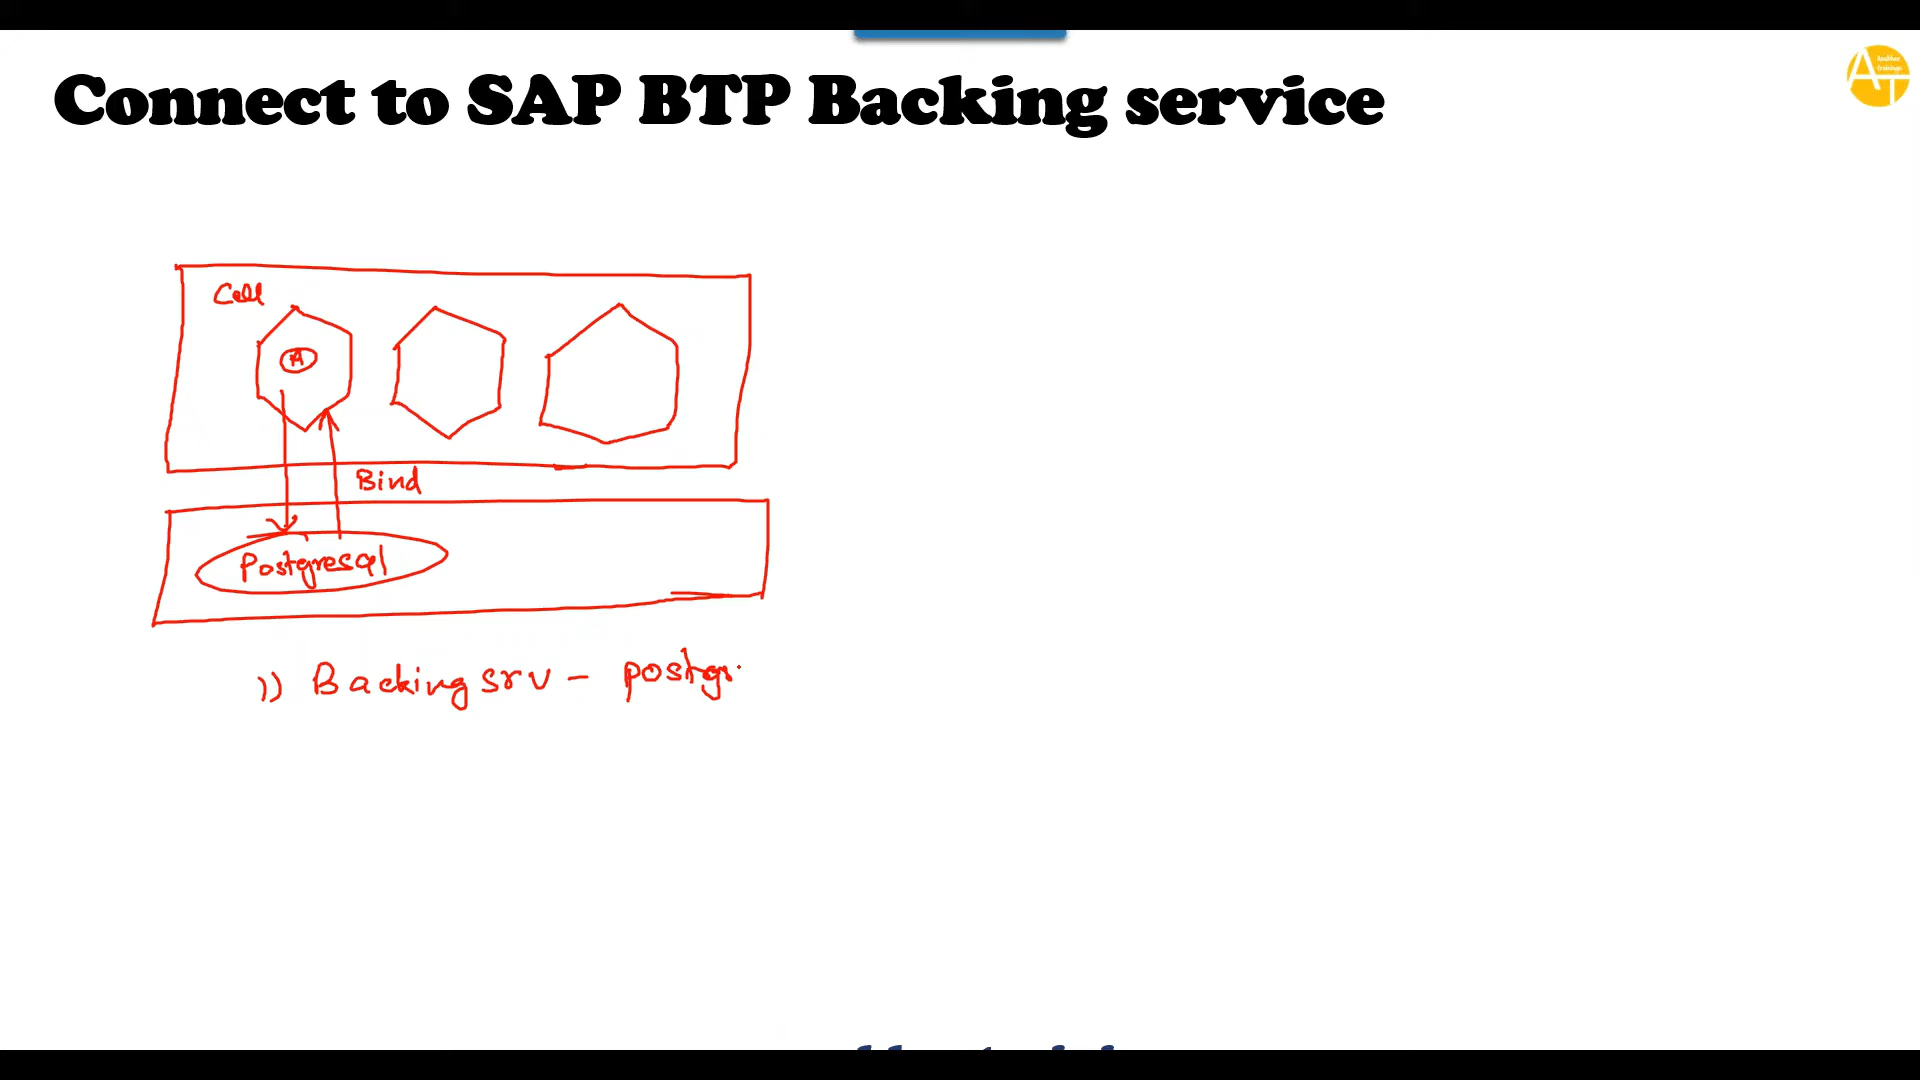 Connect to SAP BTP Backing service
Cell
A
Bind
Postgresql
1) Backing srv - postgr